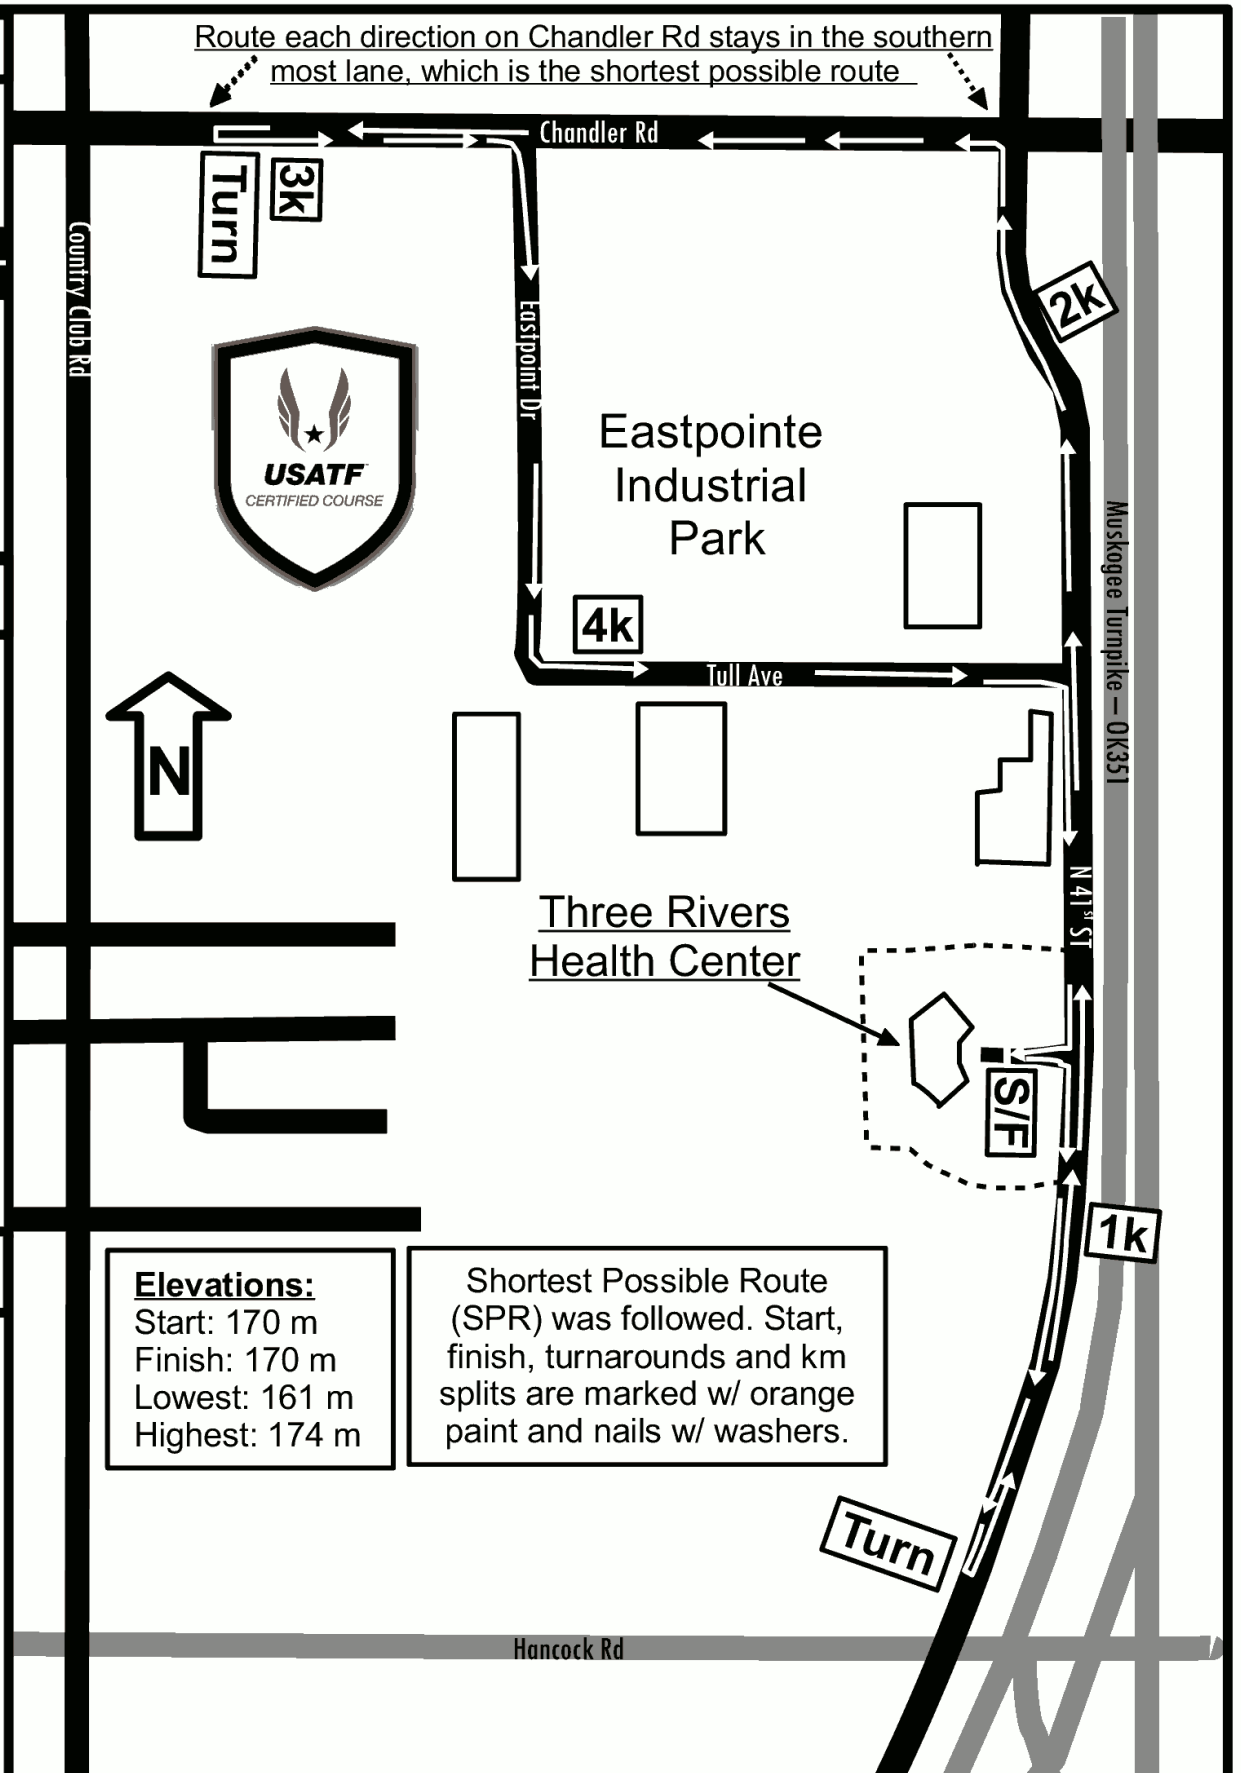 Route each direction on Chandler Rd stays in the southern
most lane, which is the shortest possible route
Chandler Rd
Turn
3k
Country Club Rd
Eastpoint Dr
2k
USATF
CERTIFIED COURSE
Eastpointe
Industrial
Park
Muskogee Turnpike – OK351
4k
Tull Ave
N
N 41st ST
Three Rivers
Health Center
S/F
1k
Elevations:
Start: 170 m
Finish: 170 m
Lowest: 161 m
Highest: 174 m
Shortest Possible Route
(SPR) was followed. Start,
finish, turnarounds and km
splits are marked w/ orange
paint and nails w/ washers.
Turn
Hancock Rd